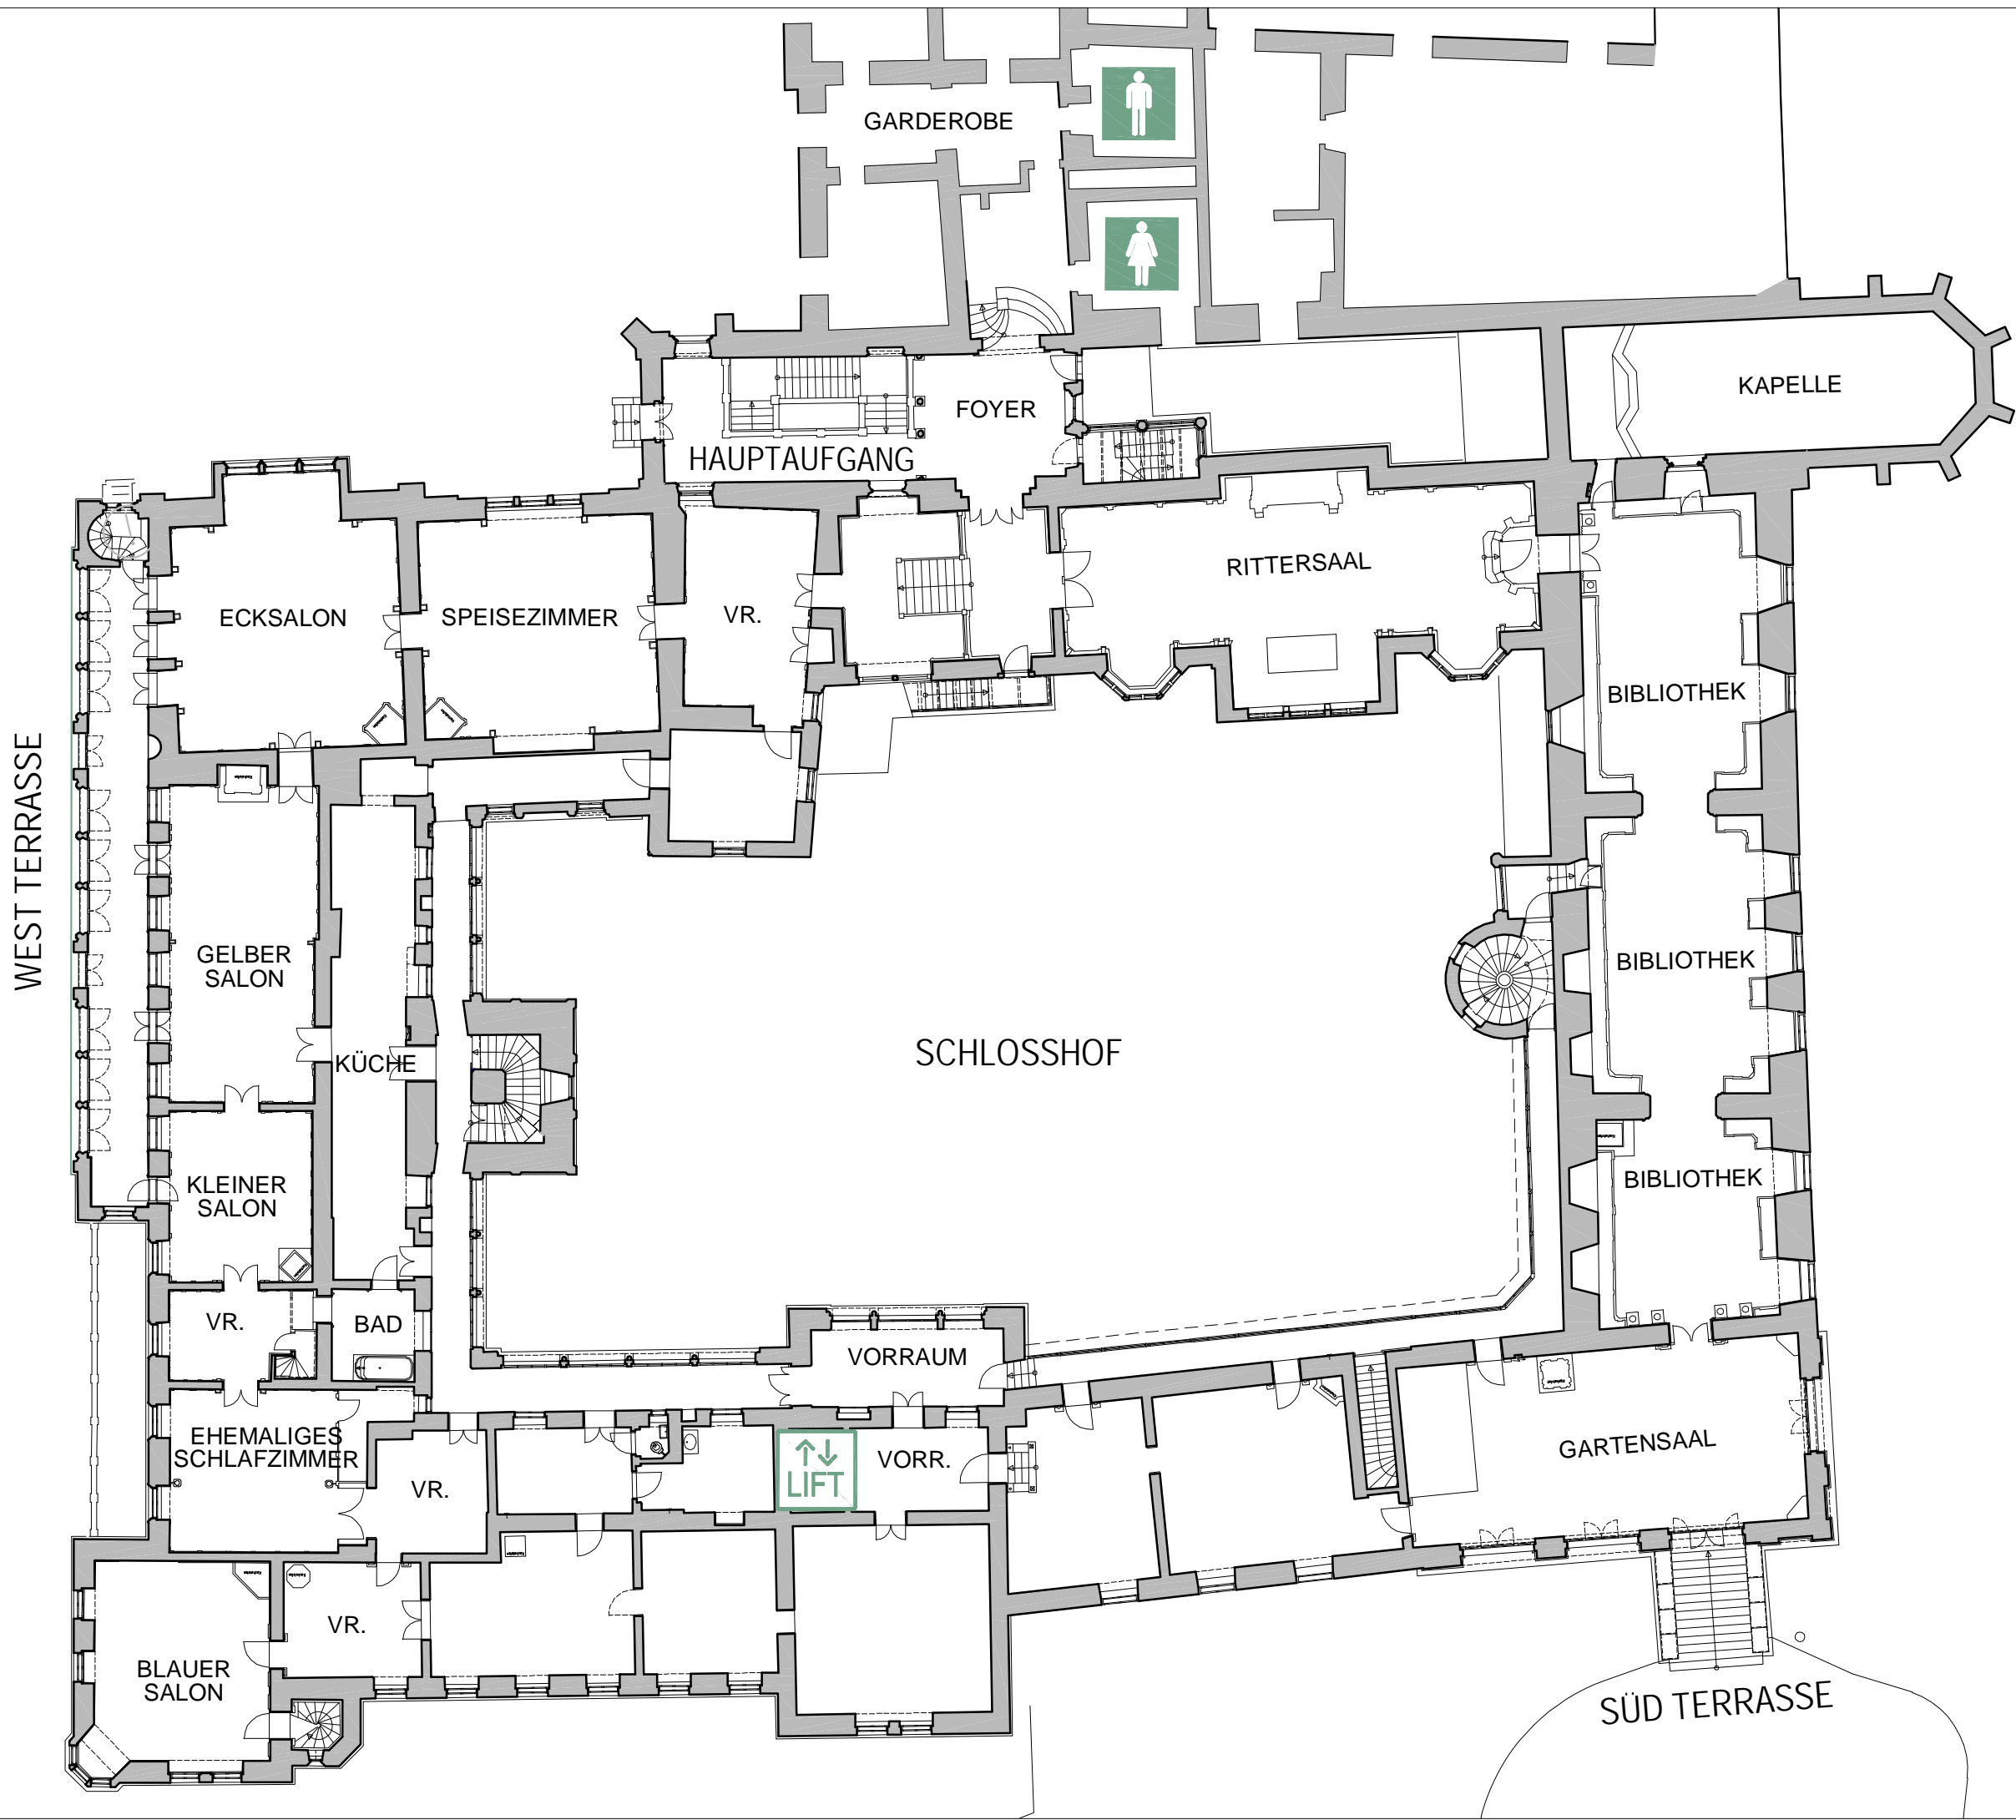 GARDEROBE
KAPELLE
FOYER
HAUPTAUFGANG
RITTERSAAL
ECKSALON
SPEISEZIMMER
VR.
BIBLIOTHEK
WEST TERRASSE
GELBER
SALON
BIBLIOTHEK
SCHLOSSHOF
KÜCHE
KLEINER
SALON
BIBLIOTHEK
VR.
BAD
VORRAUM
EHEMALIGES
SCHLAFZIMMER
VR.
LIFT
VORR.
GARTENSAAL
VR.
BLAUER
SALON
SÜD TERRASSE